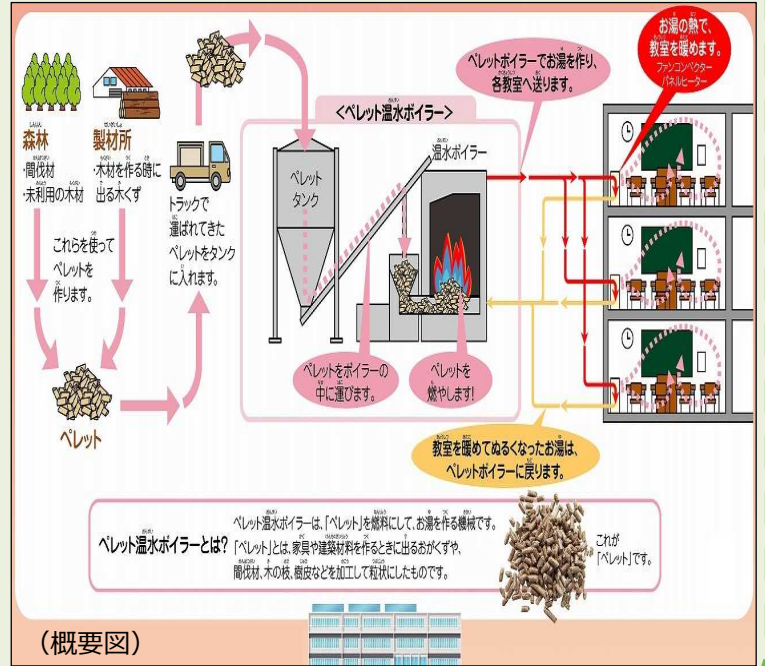 森林
・間伐材
・未利用の木材
製材所
・木材を作る時に
出る木くず
これらを使って
ペレットを
作ります。
ペレット
トラックで
運ばれてきた
ペレットをタンク
に入れます。
＜ペレット温水ボイラー＞
ペレット
タンク
温水ボイラー
ペレットをボイラーの
中に運びます。
ペレットを
燃やします!
ペレットボイラーでお湯を作り、
各教室へ送ります。
お湯の熱で、
教室を暖めます。
ファンコンベクター
パネルヒーター
教室を暖めてぬるくなったお湯は、
ペレットボイラーに戻ります。
ペレット温水ボイラーとは?
ペレット温水ボイラーは、「ペレット」を燃料にして、お湯を作る機械です。
「ペレット」とは、家具や建築材料を作るときに出るおがくずや、
間伐材、木の枝、樹皮などを加工して粒状にしたものです。
これが
「ペレット」です。
（概要図）